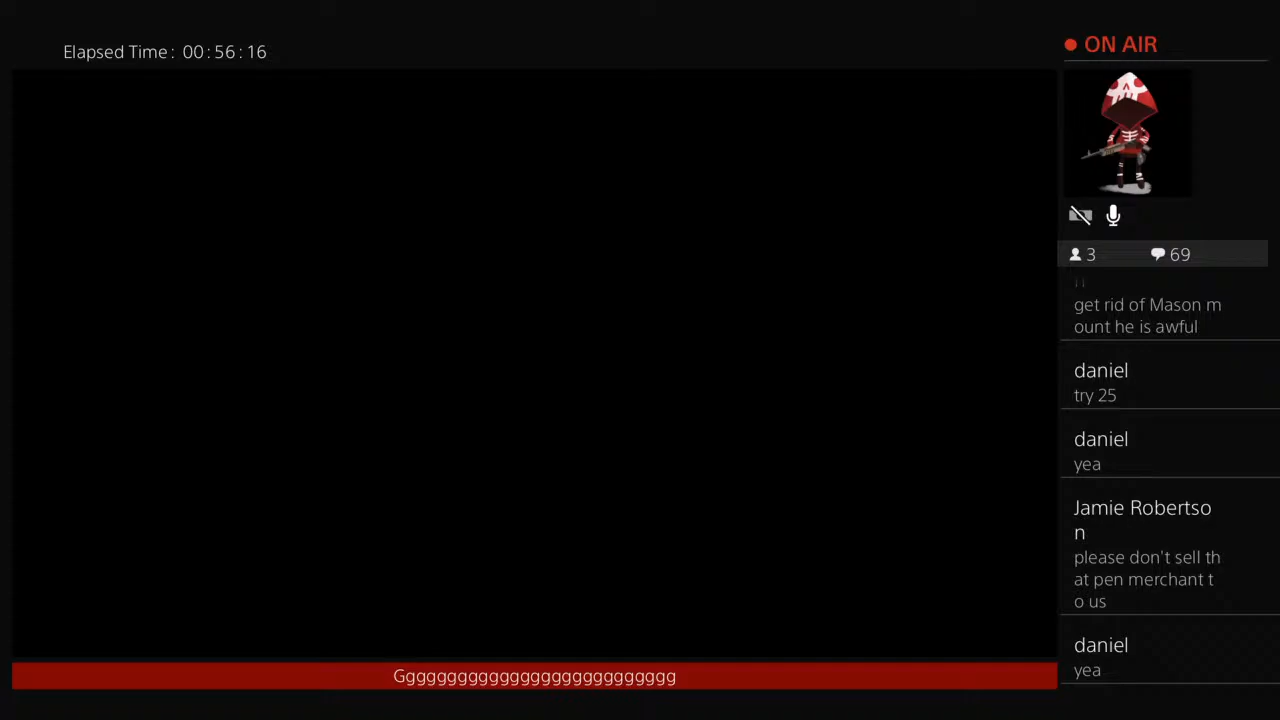 Elapsed Time: 00:56:16
ON AIR
3 69
get rid of Mason m
ount he is awful
daniel
try 25
daniel
yea
Jamie Robertso
n
please don't sell th
at pen merchant t
o us
daniel
yea
Gggggggggggggggggggggggggg